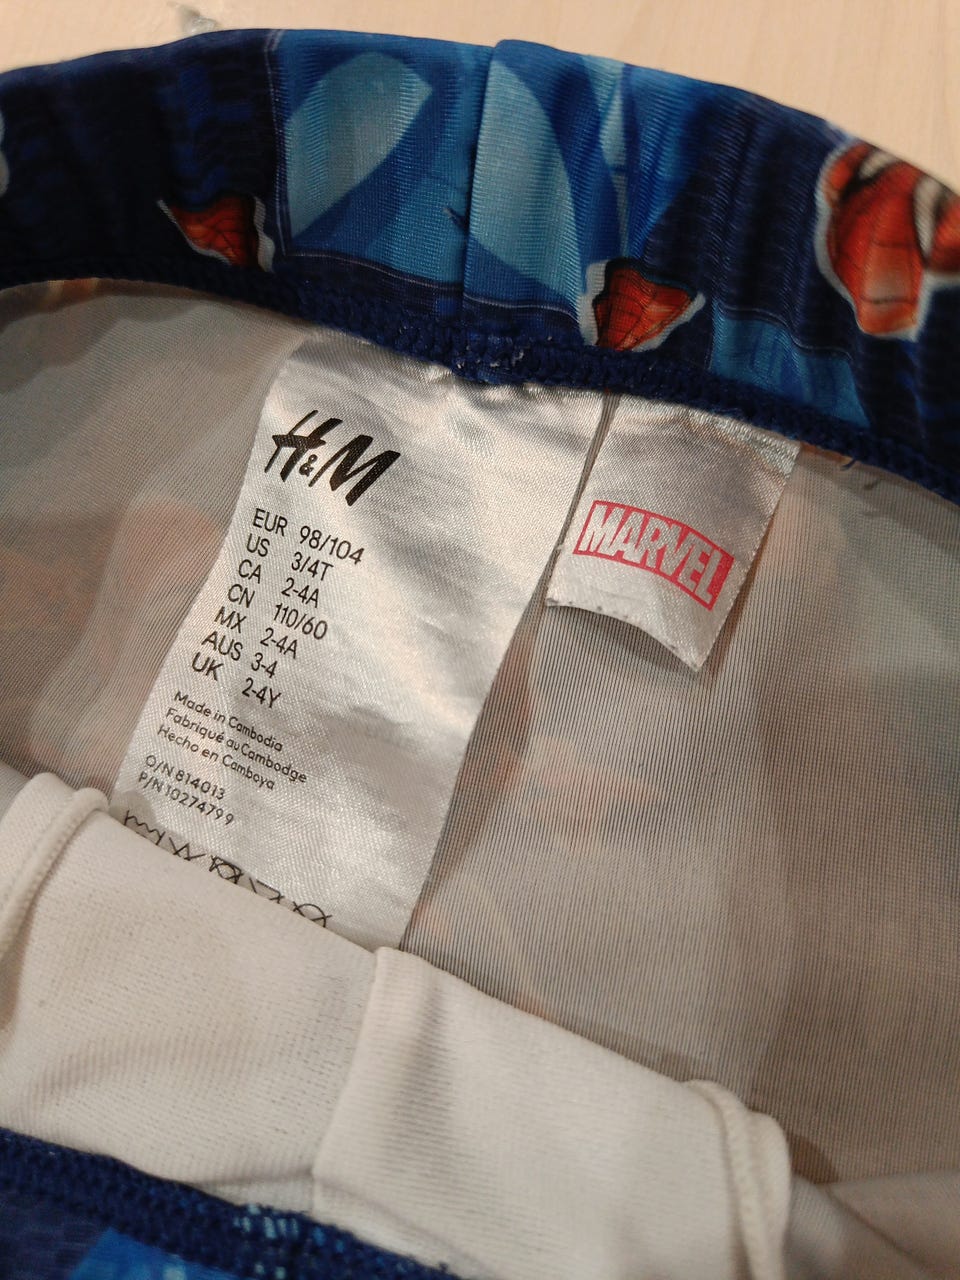 H&M
EUR 98/104
US 3/4T
CA 2-4A
CN 110/60
MX 2-4A
AUS 3-4
UK 2-4Y
Made in Cambodia
Fabriqué au Cambodge
Hecho en Camboya
O/N 814013
P/N 10274799
MARVEL